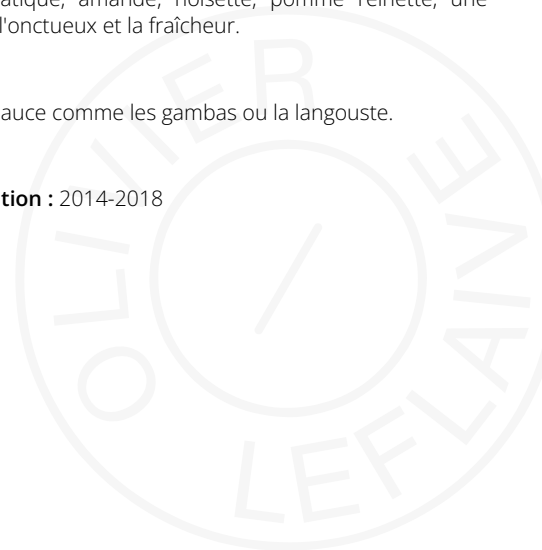 atique, amande, noisette, pomme reinette, une
l'onctueux et la fraîcheur.
auce comme les gambas ou la langouste.
tion : 2014-2018
OLIVIER
LEFLAIVE